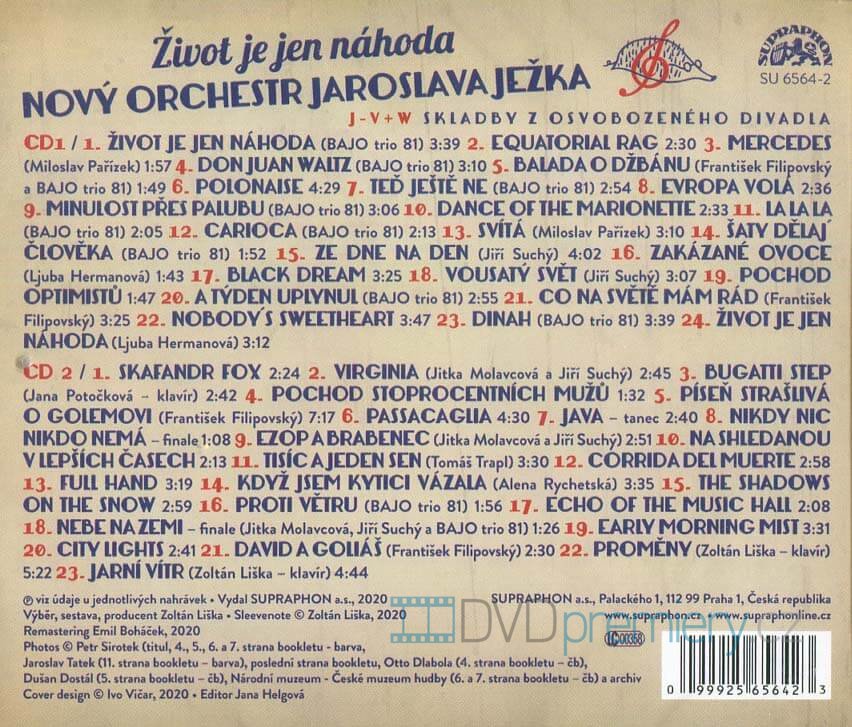 Život je jen náhoda
SUPRAPHON
NOVÝ ORCHESTR JAROSLAVA JEŽKA
SU 6564-2
J-V+W SKLADBY Z OSVOBOZENÉHO DIVADLA
CD1 / 1. ŽIVOT JE JEN NÁHODA (BAJO trio 81) 3:39 2. EQUATORIAL RAG 2:30 3. MERCEDES
(Miloslav Pařízek) 1:57 4. DON JUAN WALTZ (BAJO trio 81) 3:10 5. BALADA O DŽBÁNU (František Filipovský
a BAJO trio 81) 1:49 6. POLONAISE 4:29 7. TEĎ JEŠTĚ NE (BAJO trio 81) 2:54 8. EVROPA VOLÁ 2:36
9. MINULOST PŘES PALUBU (BAJO trio 81) 3:06 10. DANCE OF THE MARIONETTE 2:33 11. LA LA LA
(BAJO trio 81) 2:05 12. CARIOCA (BAJO trio 81) 2:13 13. SVÍTÁ (Miloslav Pařízek) 3:10 14. ŠATY DĚLAJ´
ČLOVĚKA (BAJO trio 81) 1:52 15. ZE DNE NA DEN (Jiří Suchý) 4:02 16. ZAKÁZANÉ OVOCE
(Ljuba Hermanová) 1:43 17. BLACK DREAM 3:25 18. VOUSATÝ SVĚT (Jiří Suchý) 3:07 19. POCHOD
OPTIMISTŮ 1:47 20. A TÝDEN UPLYNUL (BAJO trio 81) 2:55 21. CO NA SVĚTĚ MÁM RÁD (František
Filipovský) 3:25 22. NOBODY´S SWEETHEART 3:47 23. DINAH (BAJO trio 81) 3:39 24. ŽIVOT JE JEN
NÁHODA (Ljuba Hermanová) 3:12
CD 2 / 1. SKAFANDR FOX 2:24 2. VIRGINIA (Jitka Molavcová a Jiří Suchý) 2:45 3. BUGATTI STEP
(Jana Potočková – klavír) 2:42 4. POCHOD STOPROCENTNÍCH MUŽŮ 1:32 5. PÍSEŇ STRAŠLIVÁ
O GOLEMOVI (František Filipovský) 7:17 6. PASSACAGLIA 4:30 7. JAVA – tanec 2:40 8. NIKDY NIC
NIKDO NEMÁ – finale 1:08 9. EZOP A BRABENEC (Jitka Molavcová a Jiří Suchý) 2:51 10. NA SHLEDANOU
V LEPŠÍCH ČASECH 2:13 11. TISÍC A JEDEN SEN (Tomáš Trapl) 3:30 12. CORRIDA DEL MUERTE 2:58
13. FULL HAND 3:19 14. KDYŽ JSEM KYTICI VÁZALA (Alena Rychetská) 3:35 15. THE SHADOWS
ON THE SNOW 2:59 16. PROTI VĚTRU (BAJO trio 81) 1:56 17. ECHO OF THE MUSIC HALL 2:08
18. NEBE NA ZEMI – finale (Jitka Molavcová, Jiří Suchý a BAJO trio 81) 1:26 19. EARLY MORNING MIST 3:31
20. CITY LIGHTS 2:41 21. DAVID A GOLIÁŠ (František Filipovský) 2:30 22. PROMĚNY (Zoltán Liška – klavír)
5:22 23. JARNÍ VÍTR (Zoltán Liška – klavír) 4:44
℗ viz údaje u jednotlivých nahrávek • Vydal SUPRAPHON a.s., 2020
Výběr, sestava, producent Zoltán Liška • Sleevenote © Zoltán Liška, 2020
Remastering Emil Boháček, 2020
Photos © Petr Sirotek (titul, 4., 5., 6. a 7. strana bookletu - barva,
Jaroslav Tatek (11. strana bookletu – barva), poslední strana bookletu, Otto Dlabola (4. strana bookletu – čb),
Dušan Dostál (5. strana bookletu – čb), Národní muzeum - České muzeum hudby (6. a 7. strana bookletu – čb) a archiv
Cover design © Ivo Vičar, 2020 • Editor Jana Helgová
SUPRAPHON a.s., Palackého 1, 112 99 Praha 1, Česká republika
www.supraphon.cz • www.supraphonline.cz
DVDpremiery.cz
LC 00358
0 99925 65642 3